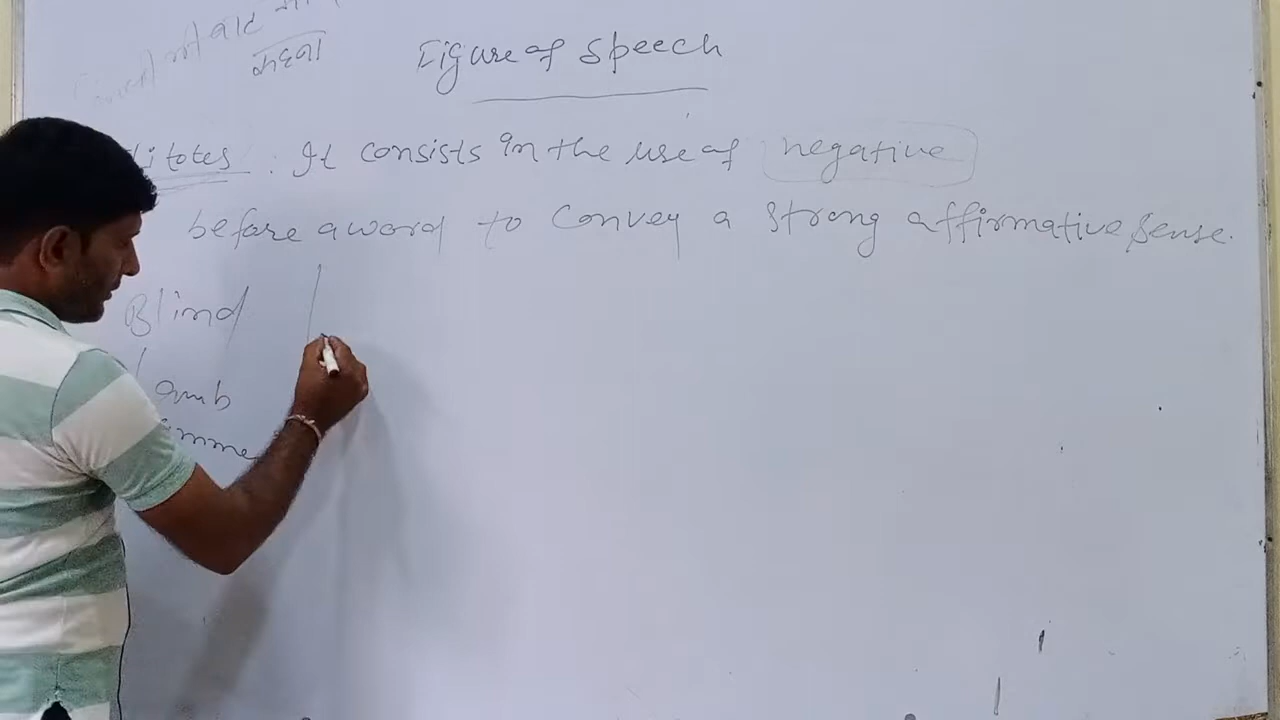 कहना
Figure of Speech
litotes : It consists in the use of negative
before a word to convey a strong affirmative sense.
Blind